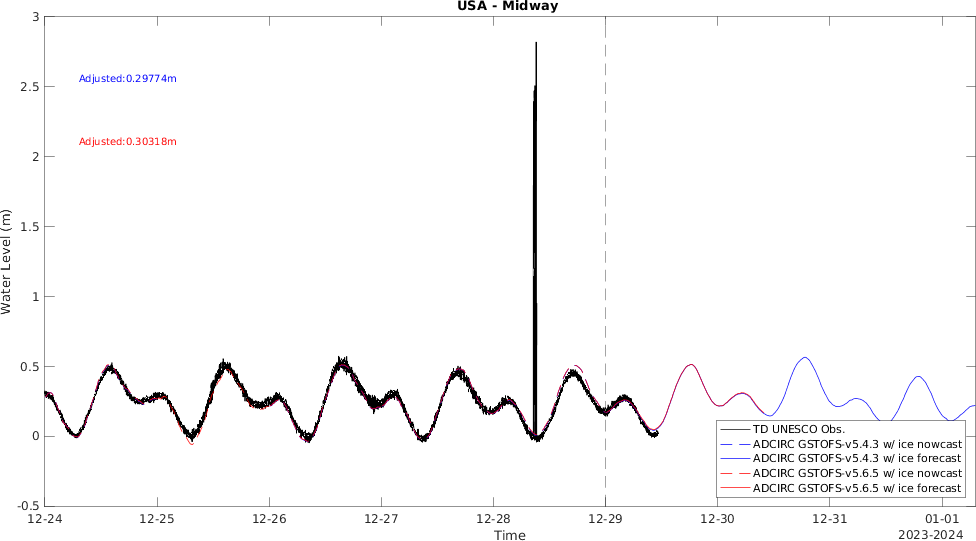 USA - Midway
3
2.5
2
1.5
1
0.5
0
-0.5
Water Level (m)
Adjusted:0.29774m
Adjusted:0.30318m
TD UNESCO Obs.
ADCIRC GSTOFS-v5.4.3 w/ ice nowcast
ADCIRC GSTOFS-v5.4.3 w/ ice forecast
ADCIRC GSTOFS-v5.6.5 w/ ice nowcast
ADCIRC GSTOFS-v5.6.5 w/ ice forecast
12-24 12-25 12-26 12-27 12-28 12-29 12-30 12-31 01-01
Time
2023-2024